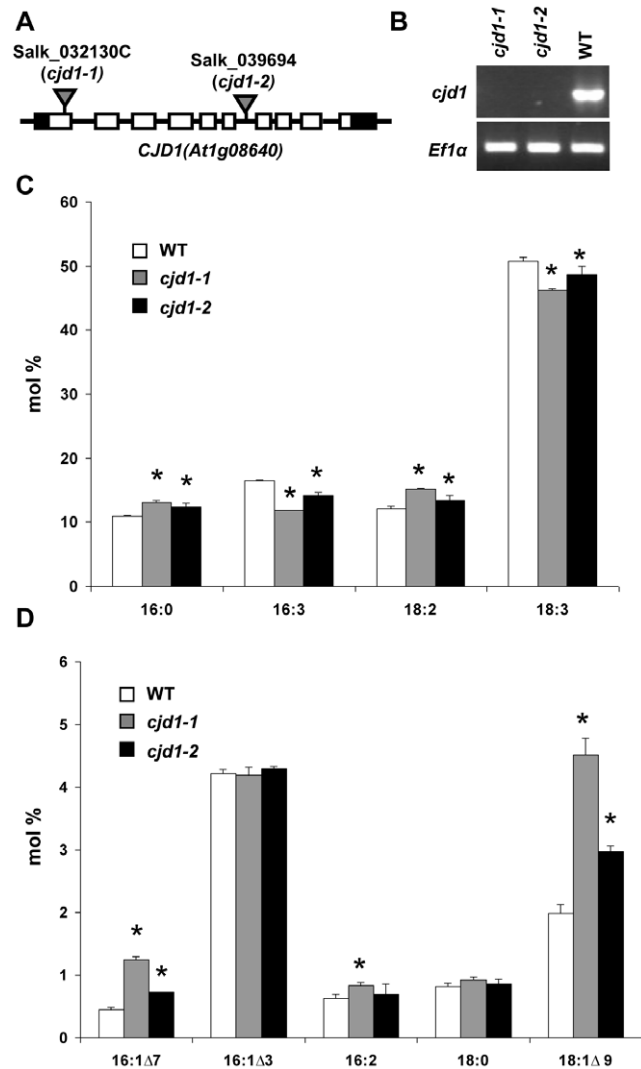 A
Salk_032130C
(cjd1-1)
Salk_039694
(cjd1-2)
CJD1(At1g08640)
B
cjd1-1
cjd1-2
WT
cjd1
Ef1α
C
60
50
40
30
20
10
0
mol %
WT
cjd1-1
cjd1-2
* * * * * * * *
16:0 16:3 18:2 18:3
D
6
5
4
3
2
1
0
mol %
WT
cjd1-1
cjd1-2
* * * * *
16:1Δ7 16:1Δ3 16:2 18:0 18:1Δ 9